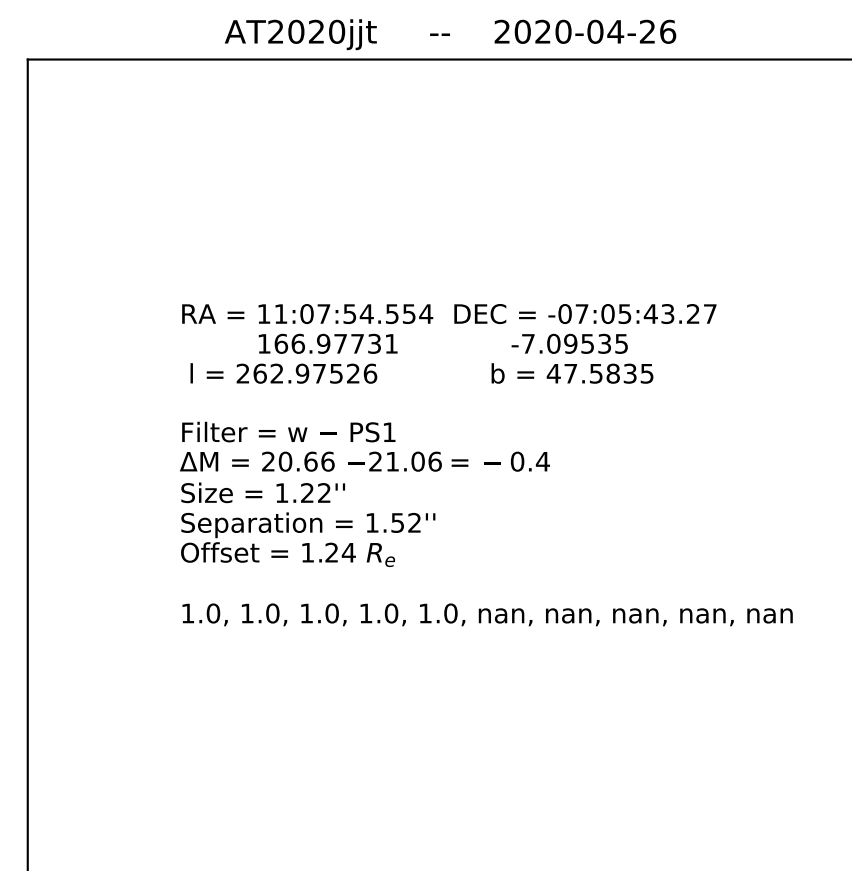 AT2020jjt -- 2020-04-26
RA = 11:07:54.554 DEC = -07:05:43.27
166.97731 -7.09535
l = 262.97526 b = 47.5835
Filter = w − PS1
ΔM = 20.66 −21.06 = − 0.4
Size = 1.22''
Separation = 1.52''
Offset = 1.24 Rₑ
1.0, 1.0, 1.0, 1.0, 1.0, nan, nan, nan, nan, nan